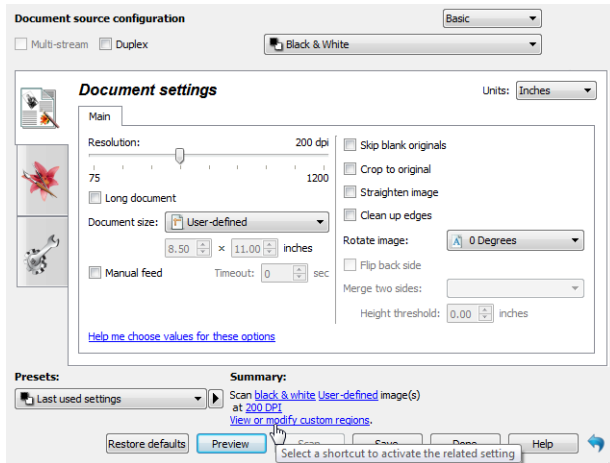 Document source configuration
Basic
Multi-stream
Duplex
Black & White
Document settings
Units:
Inches
Main
Resolution:
200 dpi
75
1200
Long document
Document size:
User-defined
8.50 × 11.00 inches
Manual feed
Timeout: 0 sec
Help me choose values for these options
Skip blank originals
Crop to original
Straighten image
Clean up edges
Rotate image:
0 Degrees
Flip back side
Merge two sides:
Height threshold: 0.00 inches
Presets:
Last used settings
Summary:
Scan black & white User-defined image(s)
at 200 DPI
View or modify custom regions.
Restore defaults
Preview
Help
Select a shortcut to activate the related setting